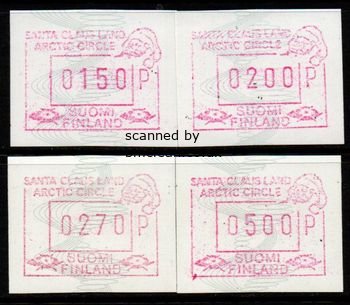 SANTA CLAUS LAND
ARCTIC CIRCLE
0150 P
SUOMI
FINLAND
SANTA CLAUS LAND
ARCTIC CIRCLE
0200 P
SUOMI
FINLAND
scanned by
SANTA CLAUS LAND
ARCTIC CIRCLE
0270 P
SUOMI
FINLAND
SANTA CLAUS LAND
ARCTIC CIRCLE
0500 P
SUOMI
FINLAND